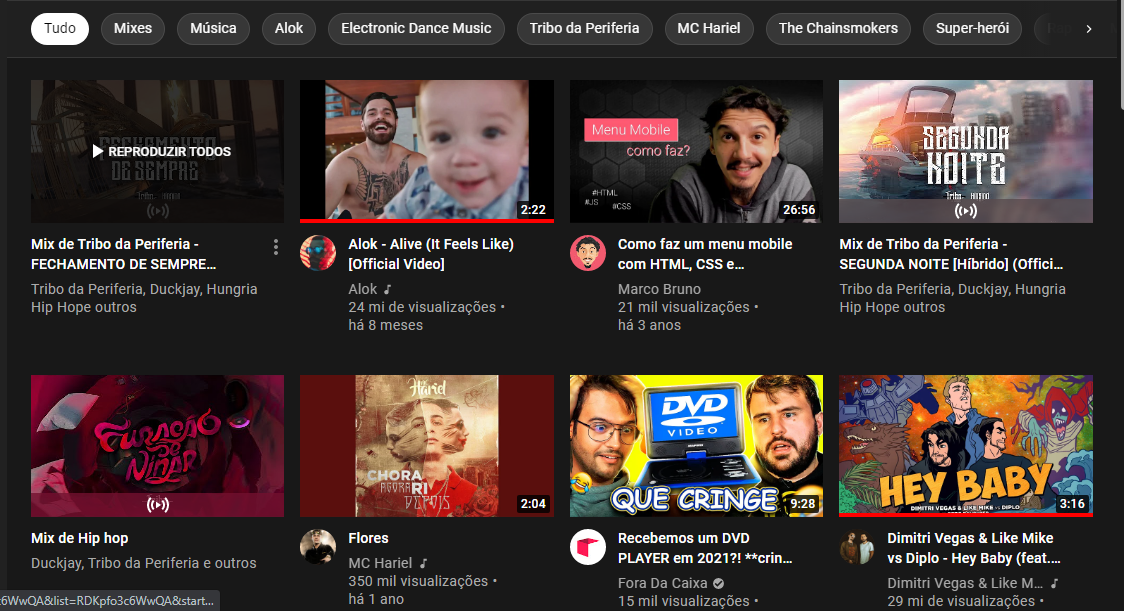 Tudo
Mixes
Música
Alok
Electronic Dance Music
Tribo da Periferia
MC Hariel
The Chainsmokers
Super-herói
FECHAMENTO
REPRODUZIR TODOS
DE SEMPRE
2:22
Menu Mobile
como faz?
#HTML
#JS #CSS
26:56
SEGUNDA
NOITE
Mix de Tribo da Periferia -
FECHAMENTO DE SEMPRE...
Tribo da Periferia, Duckjay, Hungria
Hip Hope outros
Alok - Alive (It Feels Like)
[Official Video]
Alok
24 mi de visualizações •
há 8 meses
Como faz um menu mobile
com HTML, CSS e...
Marco Bruno
21 mil visualizações •
há 3 anos
Mix de Tribo da Periferia -
SEGUNDA NOITE [Híbrido] (Offici...
Tribo da Periferia, Duckjay, Hungria
Hip Hope outros
FURACÃO
DE
NINAR
Hariel
CHORA
AGORA RI
DEPOIS
2:04
DVD
VIDEO
QUE CRINGE
9:28
HEY BABY
DIMITRI VEGAS & LIKE MIKE vs DIPLO
3:16
Mix de Hip hop
Duckjay, Tribo da Periferia e outros
Flores
MC Hariel
350 mil visualizações •
há 1 ano
Recebemos um DVD
PLAYER em 2021?! **crin...
Fora Da Caixa
15 mil visualizações •
Dimitri Vegas & Like Mike
vs Diplo - Hey Baby (feat....
Dimitri Vegas & Like M...
29 mi de visualizações •
c6WwQA&list=RDKpfo3c6WwQA&start...